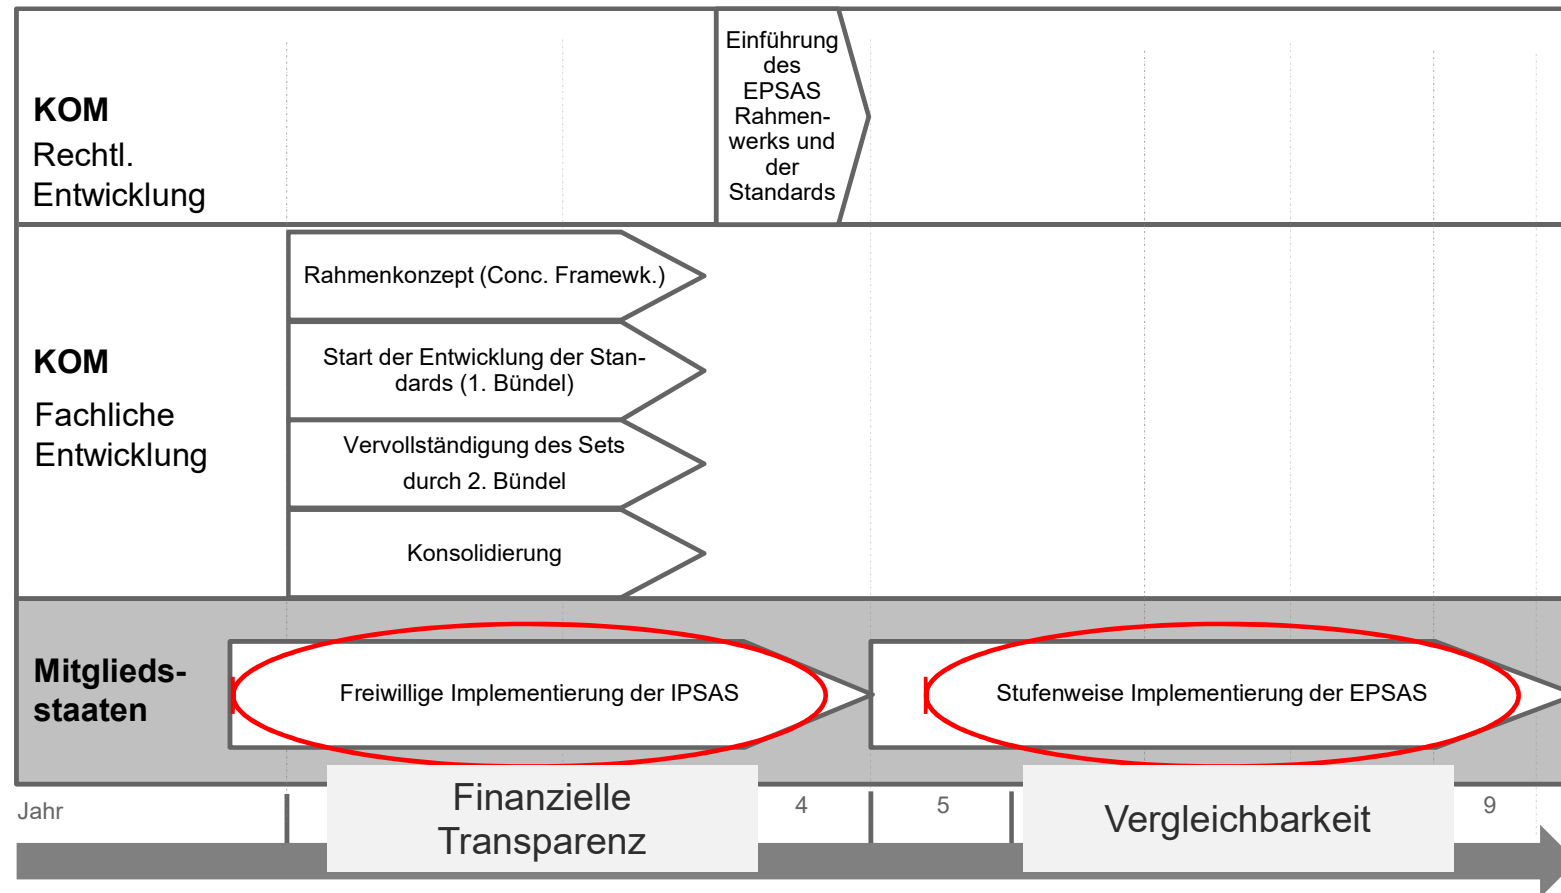 KOM
Rechtl.
Entwicklung
Einführung
des
EPSAS
Rahmen-
werks und
der
Standards
KOM
Fachliche
Entwicklung
Rahmenkonzept (Conc. Framewk.)
Start der Entwicklung der Stan-
dards (1. Bündel)
Vervollständigung des Sets
durch 2. Bündel
Konsolidierung
Mitglieds-
staaten
Freiwillige Implementierung der IPSAS
Stufenweise Implementierung der EPSAS
Jahr
Finanzielle
Transparenz
4
5
Vergleichbarkeit
9